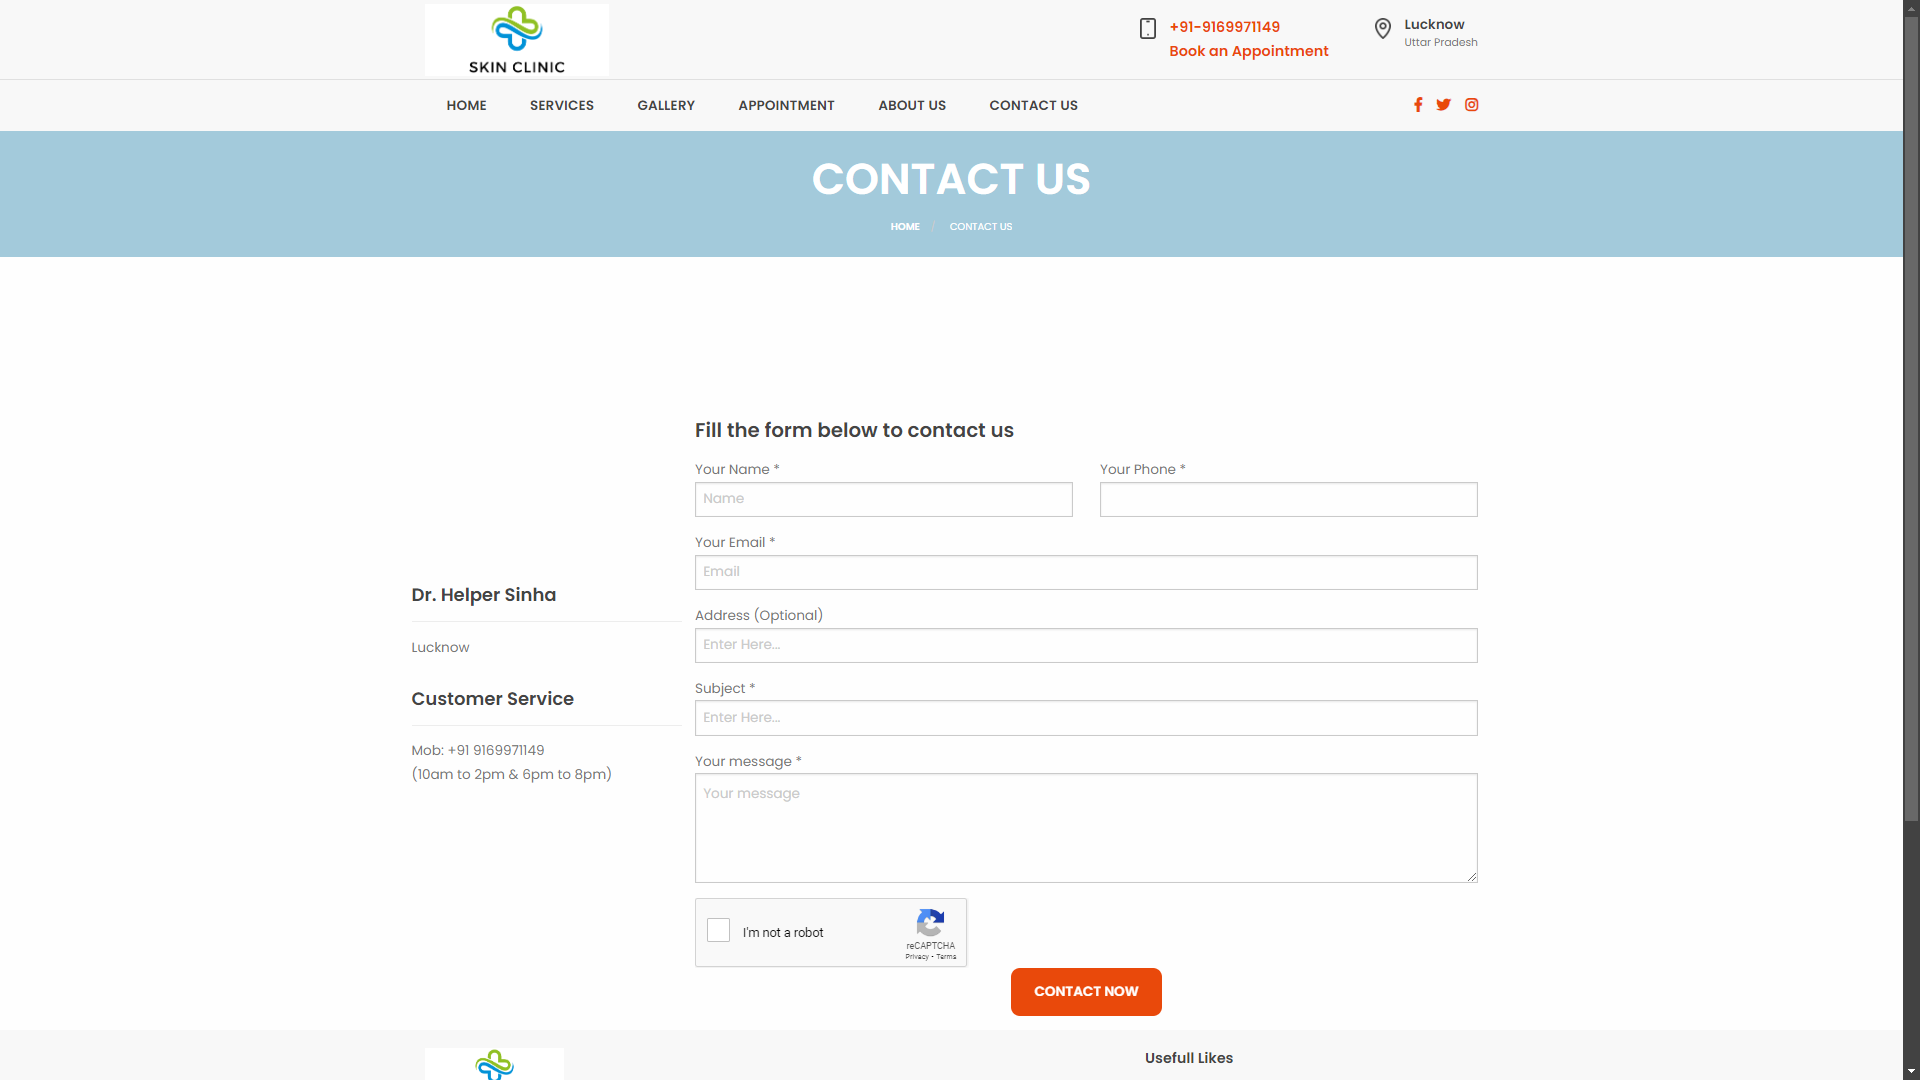 SKIN CLINIC
+91-9169971149
Book an Appointment
Lucknow
Uttar Pradesh
HOME SERVICES GALLERY APPOINTMENT ABOUT US CONTACT US
CONTACT US
HOME / CONTACT US
Fill the form below to contact us
Your Name * Your Phone *
Name
Your Email *
Email
Address (Optional)
Enter Here...
Subject *
Enter Here...
Your message *
Your message
Dr. Helper Sinha
Lucknow
Customer Service
Mob: +91 9169971149
(10am to 2pm & 6pm to 8pm)
I'm not a robot
reCAPTCHA
Privacy - Terms
CONTACT NOW
Usefull Likes